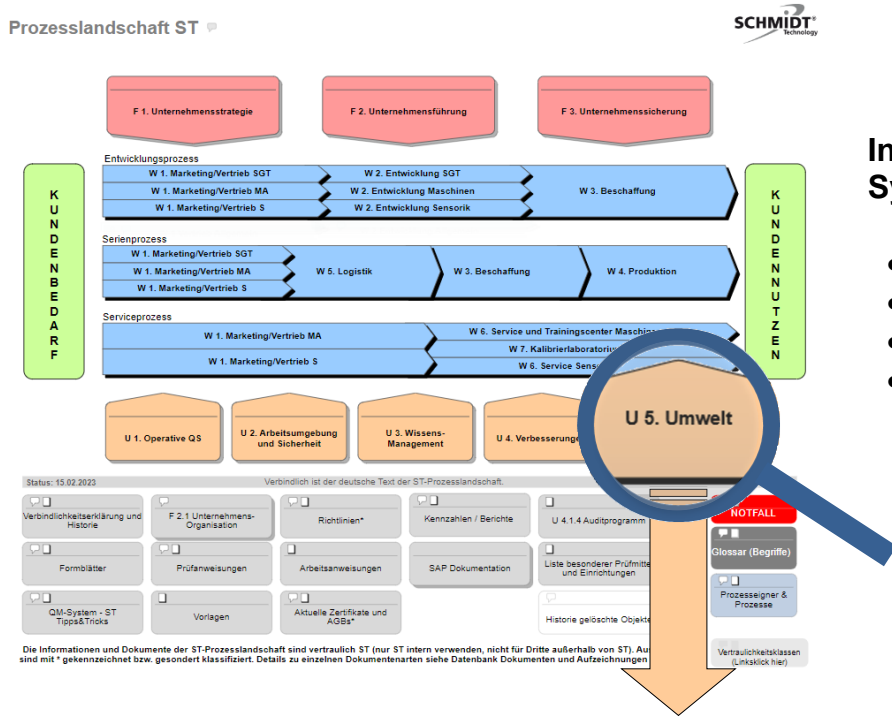 Prozesslandschaft ST
SCHMIDT®
Technology
F 1. Unternehmensstrategie
F 2. Unternehmensführung
F 3. Unternehmenssicherung
KUNDENBEDARF
Entwicklungsprozess
W 1. Marketing/Vertrieb SGT
W 2. Entwicklung SGT
W 1. Marketing/Vertrieb MA
W 2. Entwicklung Maschinen
W 3. Beschaffung
W 1. Marketing/Vertrieb S
W 2. Entwicklung Sensorik
Serienprozess
W 1. Marketing/Vertrieb SGT
W 1. Marketing/Vertrieb MA
W 5. Logistik
W 3. Beschaffung
W 4. Produktion
W 1. Marketing/Vertrieb S
Serviceprozess
W 1. Marketing/Vertrieb MA
W 6. Service und Trainingscenter
W 7.
W 1. Marketing/Vertrieb S
W 6. Service
KUNDENNUTZEN
U 1. Operative QS
U 2. Arbeitsumgebung
und Sicherheit
U 3. Wissens-
Management
U 4.
U 5. Umwelt
Status: 15.02.2023
Verbindlich ist der deutsche Text der ST-Prozesslandschaft.
Verbindlichkeitserklärung und
Historie
F 2.1 Unternehmens-
Organisation
Richtlinien*
Kennzahlen / Berichte
U 4.1.4 Auditprogramm
NOTFALL
Formblätter
Prüfanweisungen
Arbeitsanweisungen
SAP Dokumentation
Liste besonderer
und Einrichtungen
Glossar (Begriffe)
QM-System - ST
Tipps&Tricks
Vorlagen
Aktuelle Zertifikate und
AGBs*
Historie gelöschte
Prozesseigner &
Prozesse
Vertraulichkeitsklassen
(Linksklick hier)
Die Informationen und Dokumente der ST-Prozesslandschaft sind vertraulich ST (nur ST intern verwenden, nicht für Dritte außerhalb von ST).
sind mit * gekennzeichnet bzw. gesondert klassifiziert. Details zu einzelnen Dokumentenarten siehe Datenbank Dokumenten und Aufzeichnungen